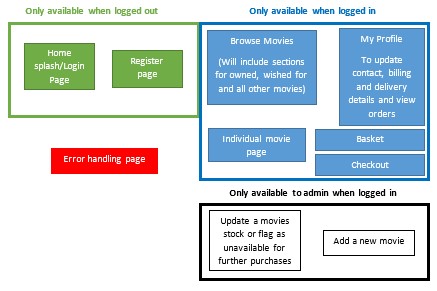 Only available when logged out
Home
splash/Login
Page
Register
page
Only available when logged in
Browse Movies
(Will include sections
for owned, wished for
and all other movies)
My Profile
To update
contact, billing
and delivery
details and view
orders
Individual movie
page
Basket
Checkout
Error handling page
Only available to admin when logged in
Update a movies
stock or flag as
unavailable for
further purchases
Add a new movie